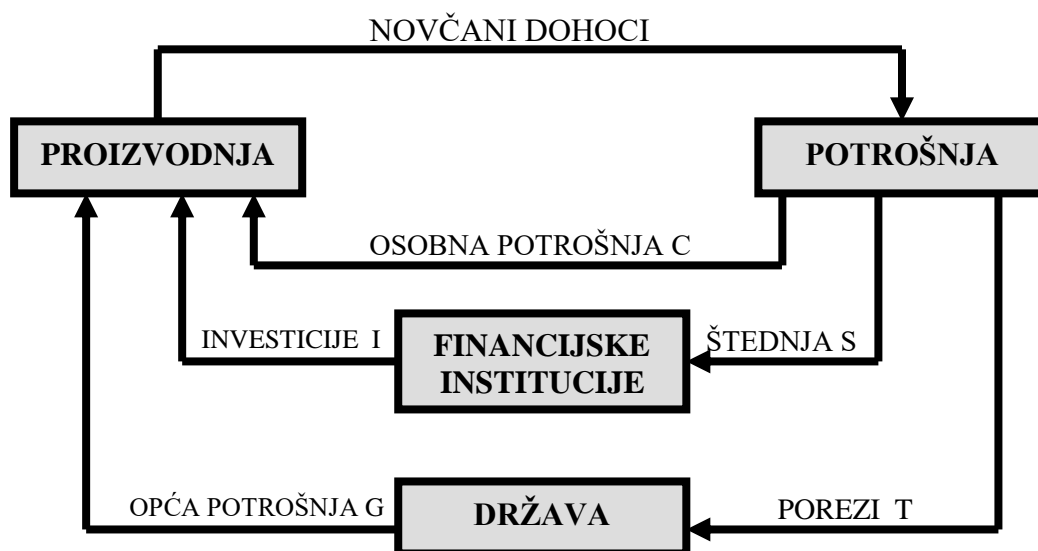 NOVČANI DOHOCI
PROIZVODNJA
POTROŠNJA
OSOBNA POTROŠNJA C
INVESTICIJE I
FINANCIJSKE
INSTITUCIJE
ŠTEDNJA S
OPĆA POTROŠNJA G
DRŽAVA
POREZI T